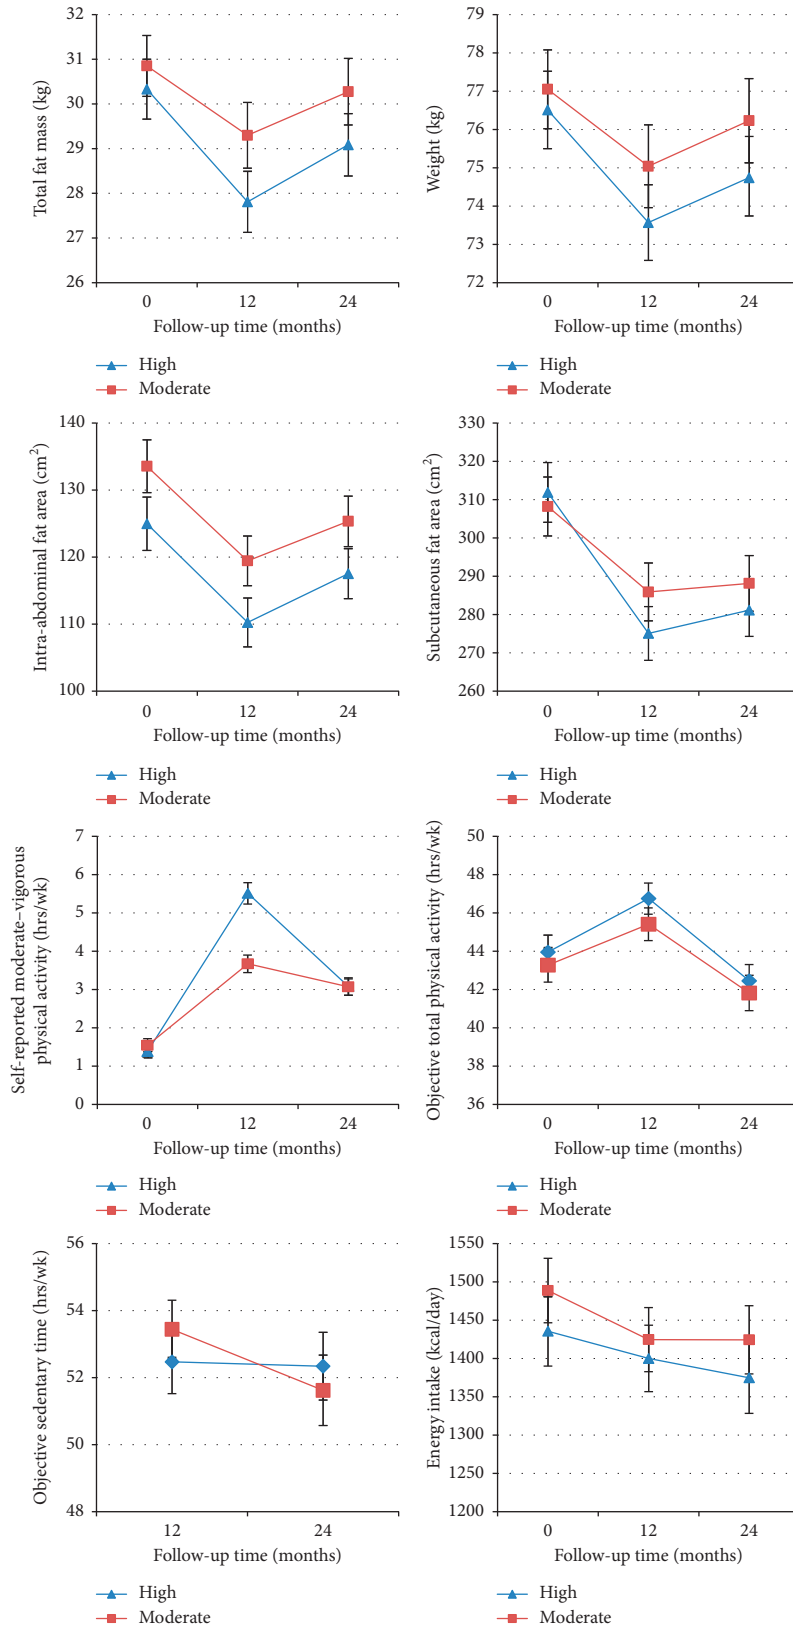 Total fat mass (kg)
32
31
30
29
28
27
26
0 12 24
Follow-up time (months)
High
Moderate
Weight (kg)
79
78
77
76
75
74
73
72
0 12 24
Follow-up time (months)
High
Moderate
Intra-abdominal fat area (cm²)
140
130
120
110
100
0 12 24
Follow-up time (months)
High
Moderate
Subcutaneous fat area (cm²)
330
320
310
300
290
280
270
260
0 12 24
Follow-up time (months)
High
Moderate
Self-reported moderate–vigorous
physical activity (hrs/wk)
7
6
5
4
3
2
1
0
0 12 24
Follow-up time (months)
High
Moderate
Objective total physical activity (hrs/wk)
50
48
46
44
42
40
38
36
0 12 24
Follow-up time (months)
High
Moderate
Objective sedentary time (hrs/wk)
56
54
52
50
48
12 24
Follow-up time (months)
High
Moderate
Energy intake (kcal/day)
1550
1500
1450
1400
1350
1300
1250
1200
0 12 24
Follow-up time (months)
High
Moderate